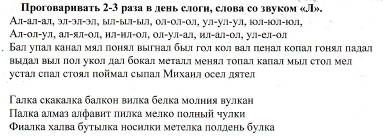 Проговаривать 2-3 раза в день слоги, слова со звуком «Л».
Ал-ал-ал, эл-эл-эл, ыл-ыл-ыл, ол-ол-ол, ул-ул-ул, юл-юл-юл,
Ал-ол-ул, ал-ял-ол, ил-ил-ол, ол-ул-ал, ил-ал-ол, ул-ел-ол
Бал упал канал мял понял выгнал был гол кол вал пенал копал гонял падал
выдал выл пол укол дал бокал металл менял топал капал мыл стол мел
устал спал стоял поймал сыпал Михаил осел дятел
Галка скакалка балкон вилка белка молния вулкан
Палка алмаз алфавит пилка мелко полный чулки
Фиалка халва бутылка носилки метелка полдень булка